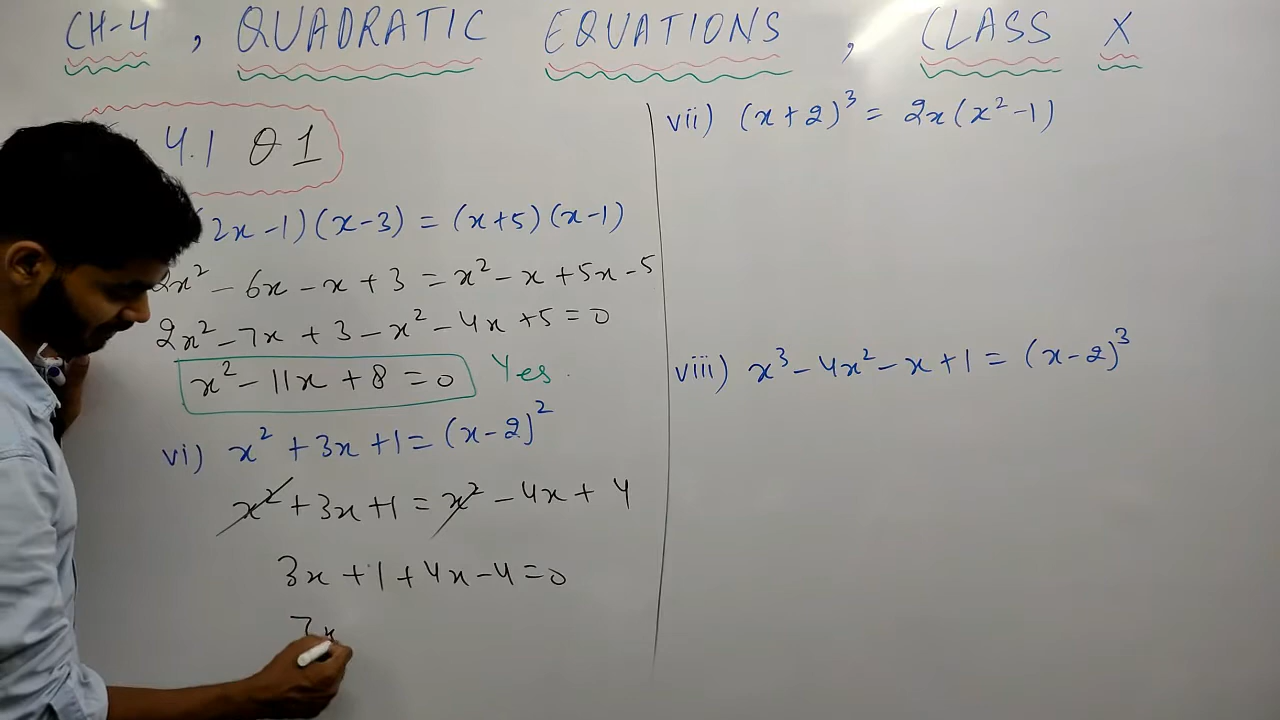 CH-4 , QUADRATIC EQUATIONS , CLASS X
4.1 Q 1
(2x-1)(x-3) = (x+5)(x-1)
2x² - 6x - x + 3 = x² - x + 5x - 5
2x² - 7x + 3 - x² - 4x + 5 = 0
x² - 11x + 8 = 0 Yes.
vi) x² + 3x + 1 = (x-2)²
x² + 3x + 1 = x² - 4x + 4
3x + 1 + 4x - 4 = 0
7x
vii) (x+2)³ = 2x(x²-1)
viii) x³ - 4x² - x + 1 = (x-2)³